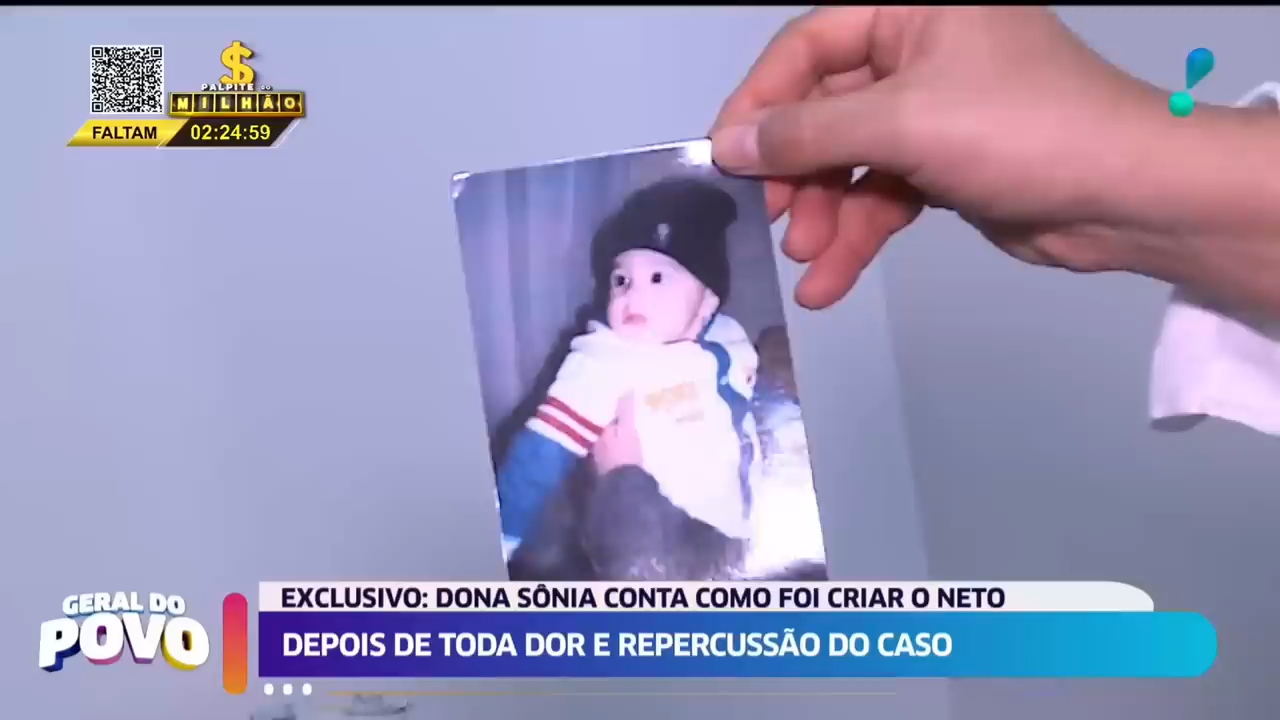 PALPITE DO
MILHÃO
FALTAM 02:24:59
EXCLUSIVO: DONA SÔNIA CONTA COMO FOI CRIAR O NETO
DEPOIS DE TODA DOR E REPERCUSSÃO DO CASO
GERAL DO
POVO